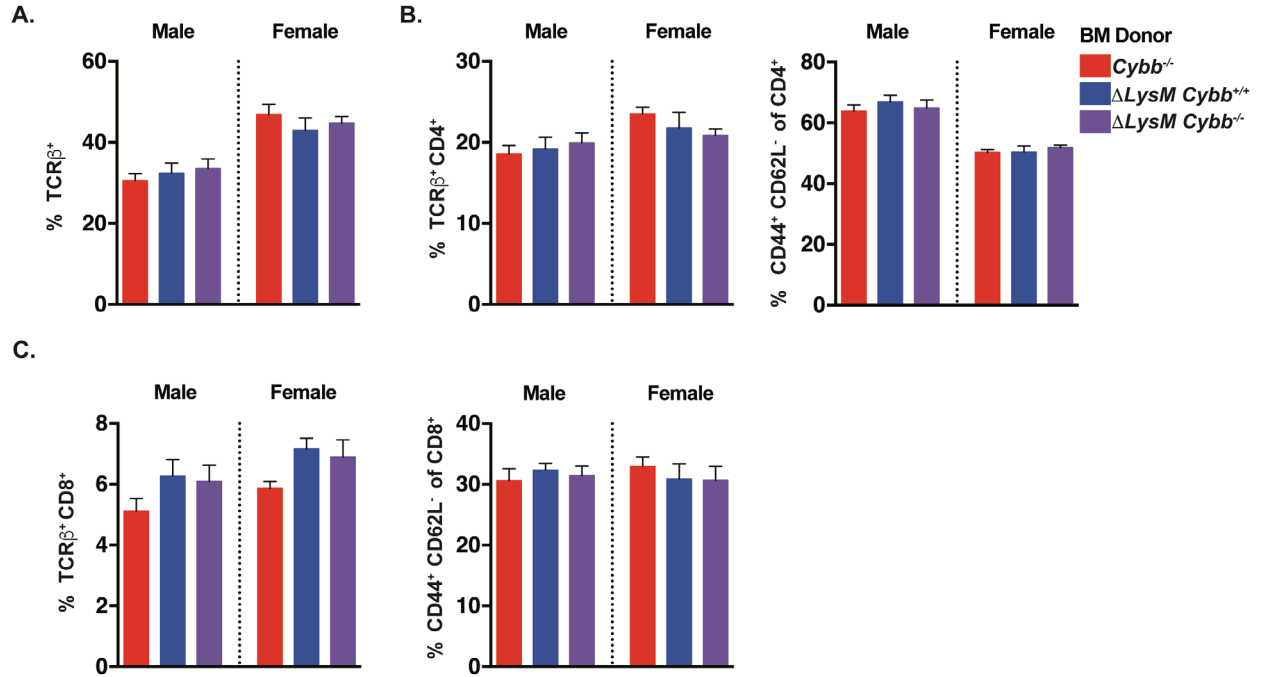 A.
Male Female
% TCRβ⁺
60
40
20
0
B.
Male Female
% TCRβ⁺ CD4⁺
30
20
10
0
Male Female
% CD44⁺ CD62L⁻ of CD4⁺
80
60
40
20
0
BM Donor
Cybb⁻/⁻
ΔLysM Cybb⁺/⁺
ΔLysM Cybb⁻/⁻
C.
Male Female
% TCRβ⁺ CD8⁺
8
6
4
2
0
Male Female
% CD44⁺ CD62L⁻ of CD8⁺
40
30
20
10
0